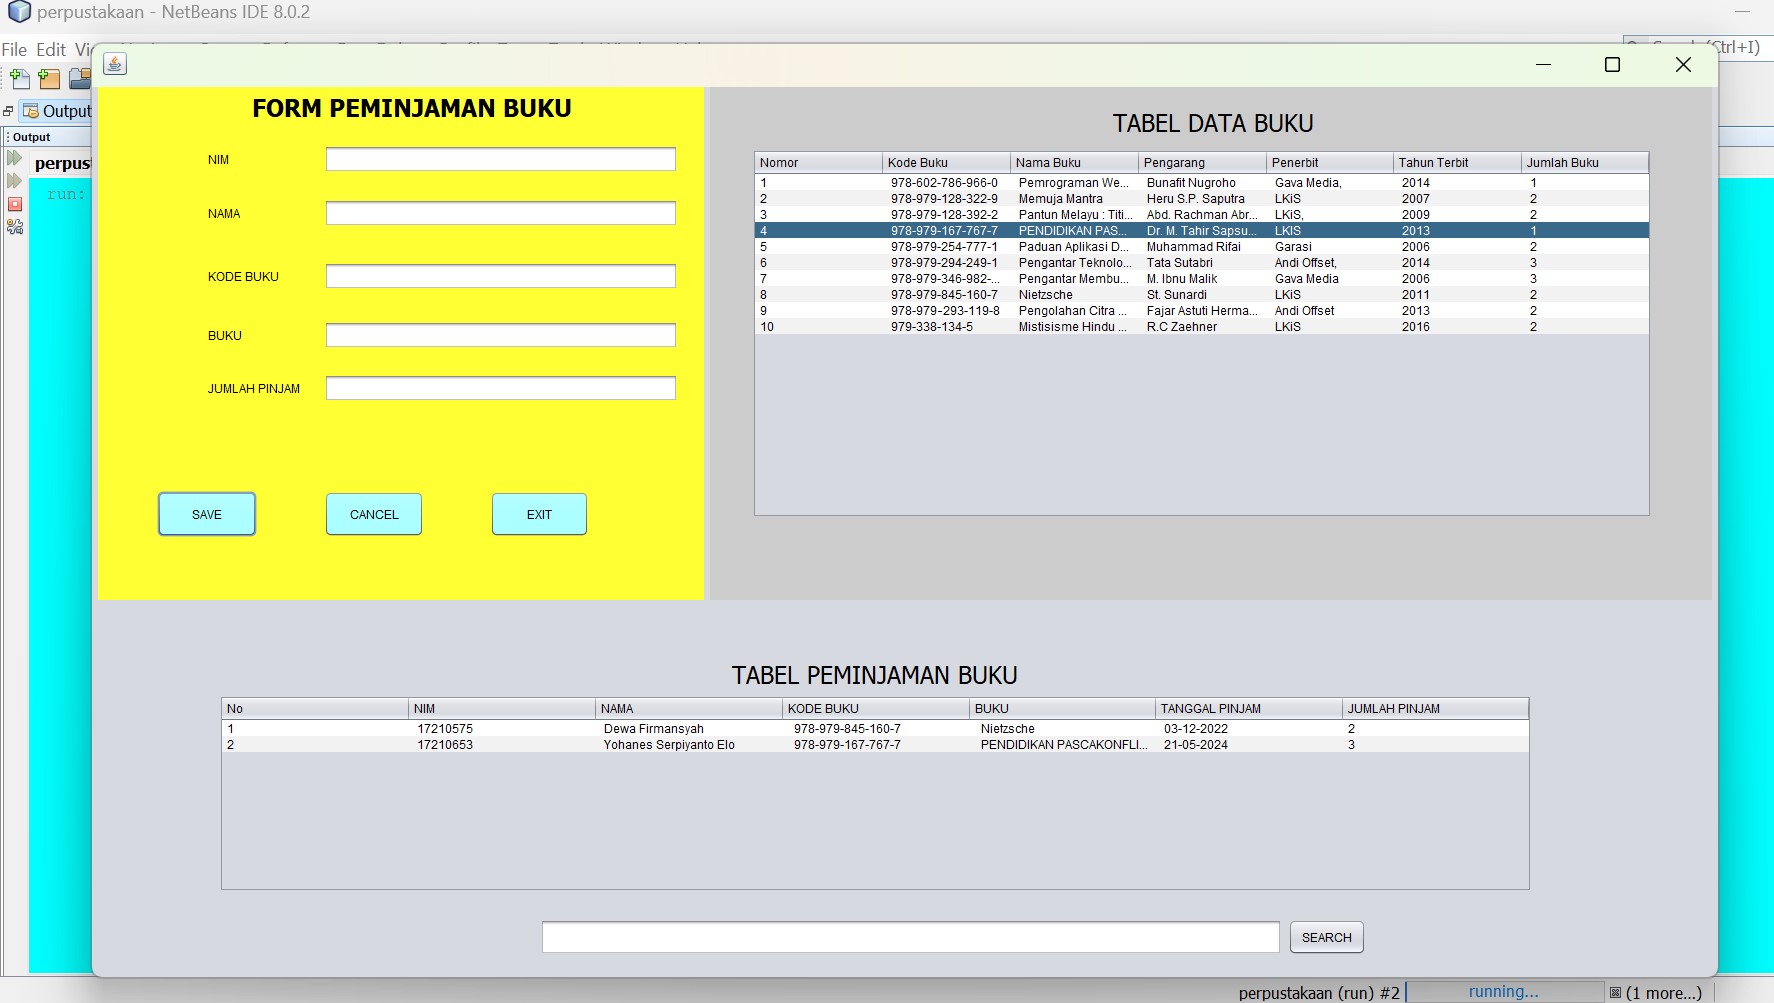 perpustakaan - NetBeans IDE 8.0.2
File Edit
(Ctrl+I)
Output
Output
run:
FORM PEMINJAMAN BUKU
NIM
NAMA
KODE BUKU
BUKU
JUMLAH PINJAM
SAVE CANCEL EXIT
TABEL DATA BUKU
Nomor Kode Buku Nama Buku Pengarang Penerbit Tahun Terbit Jumlah Buku
1 978-602-786-966-0 Pemrograman We... Bunafit Nugroho Gava Media, 2014 1
2 978-979-128-322-9 Memuja Mantra Heru S.P. Saputra LKiS 2007 2
3 978-979-128-392-2 Pantun Melayu : Titi... Abd. Rachman Abr... LKiS, 2009 2
4 978-979-167-767-7 PENDIDIKAN PAS... Dr. M. Tahir Sapsu... LKIS 2013 1
5 978-979-254-777-1 Paduan Aplikasi D... Muhammad Rifai Garasi 2006 2
6 978-979-294-249-1 Pengantar Teknolo... Tata Sutabri Andi Offset, 2014 3
7 978-979-346-982-... Pengantar Membu... M. Ibnu Malik Gava Media 2006 3
8 978-979-845-160-7 Nietzsche St. Sunardi LKiS 2011 2
9 978-979-293-119-8 Pengolahan Citra ... Fajar Astuti Herma... Andi Offset 2013 2
10 979-338-134-5 Mistisisme Hindu ... R.C Zaehner LKiS 2016 2
TABEL PEMINJAMAN BUKU
No NIM NAMA KODE BUKU BUKU TANGGAL PINJAM JUMLAH PINJAM
1 17210575 Dewa Firmansyah 978-979-845-160-7 Nietzsche 03-12-2022 2
2 17210653 Yohanes Serpiyanto Elo 978-979-167-767-7 PENDIDIKAN PASCAKONFLI... 21-05-2024 3
SEARCH
perpustakaan (run) #2 running... (1 more...)